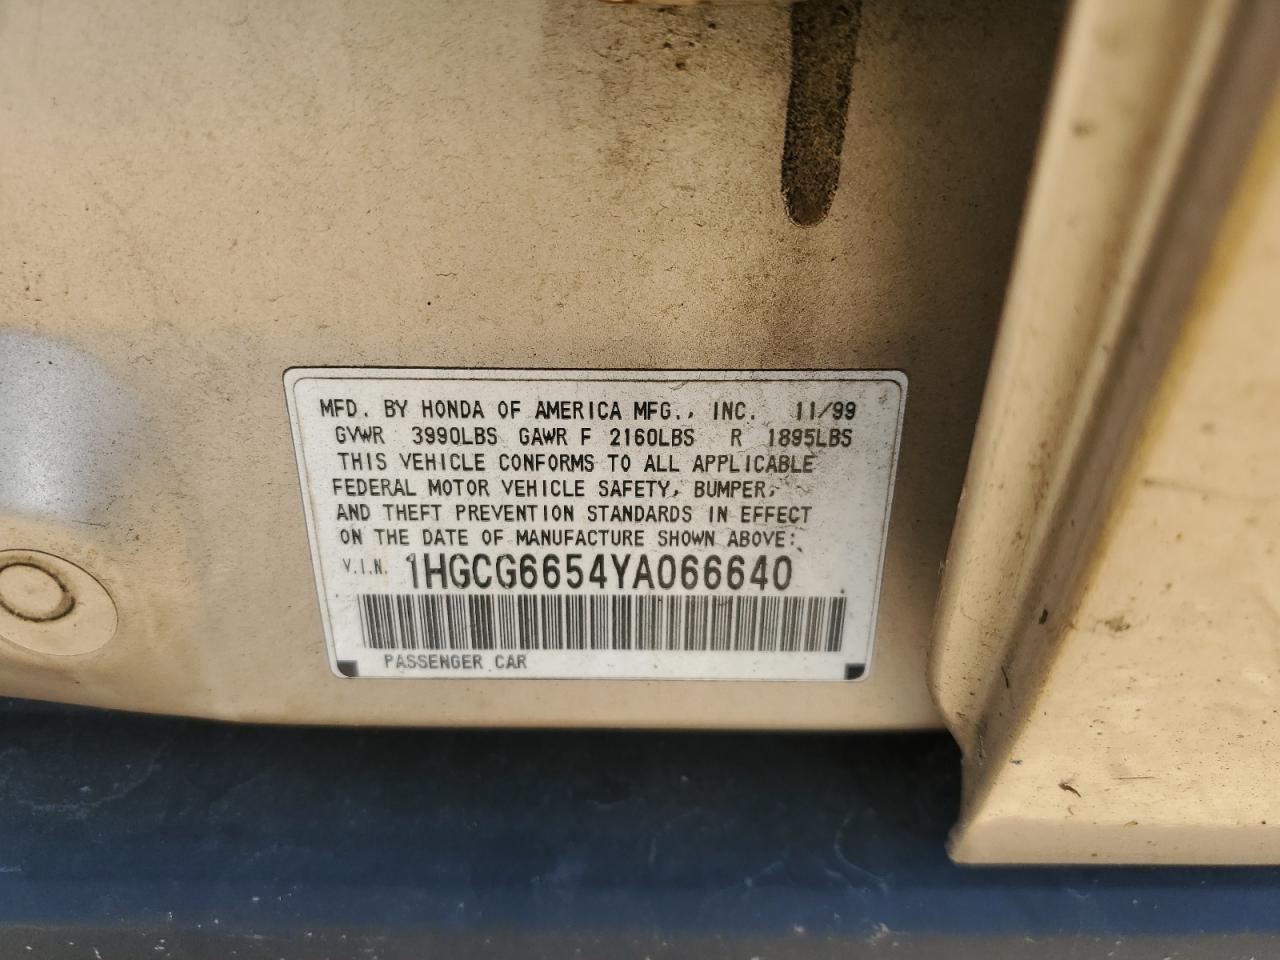 MFD. BY HONDA OF AMERICA MFG., INC. 11/99
GVWR 3990LBS GAWR F 2160LBS R 1895LBS
THIS VEHICLE CONFORMS TO ALL APPLICABLE
FEDERAL MOTOR VEHICLE SAFETY, BUMPER,
AND THEFT PREVENTION STANDARDS IN EFFECT
ON THE DATE OF MANUFACTURE SHOWN ABOVE:
V.I.N. 1HGCG6654YA066640
PASSENGER CAR